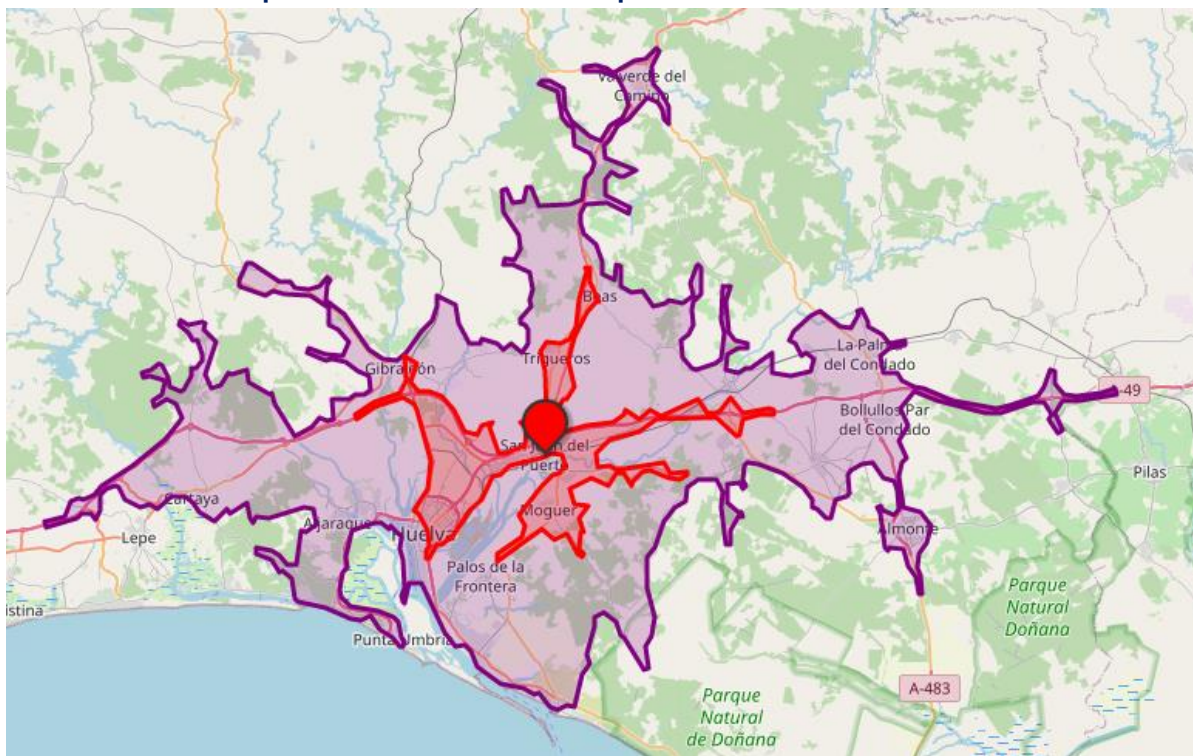 Valverde del
Camino
Beas
Trigueros
La Palma
del Condado
Gibraleón
A-49
Bollullos Par
del Condado
San Juan del
Puerto
Pilas
Cartaya
Moguer
Aljaraque
Huelva
Almonte
Lepe
Palos de la
Frontera
Parque
Natural
Doñana
istina
Punta Umbría
A-483
Parque
Natural
de Doñana